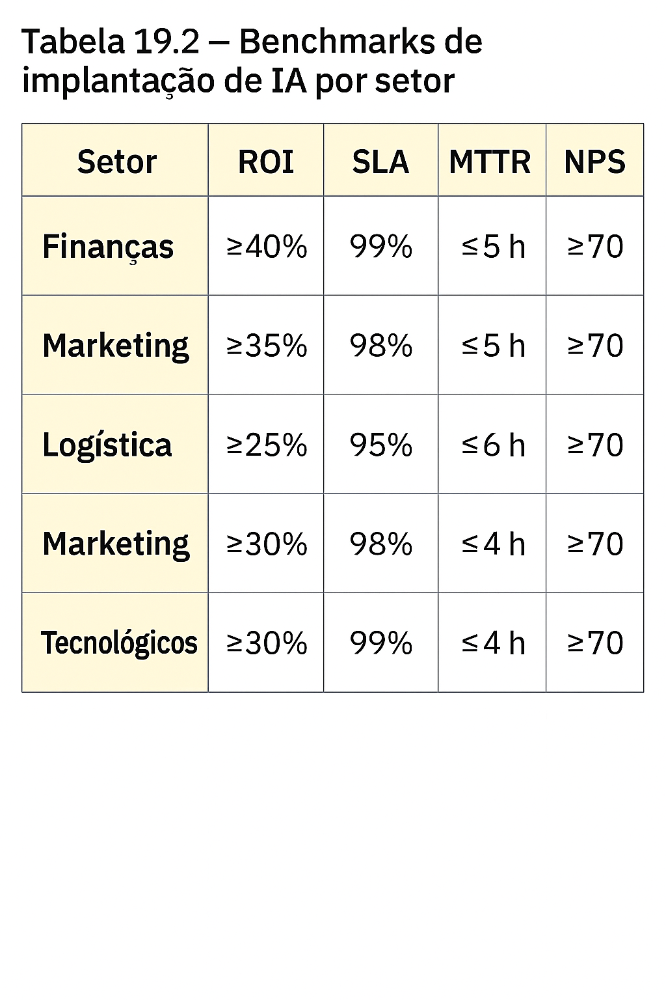 Tabela 19.2 – Benchmarks de
implantação de IA por setor
Setor ROI SLA MTTR NPS
Finanças ≥40% 99% ≤5 h ≥70
Marketing ≥35% 98% ≤5 h ≥70
Logística ≥25% 95% ≤6 h ≥70
Marketing ≥30% 98% ≤4 h ≥70
Tecnológicos ≥30% 99% ≤4 h ≥70